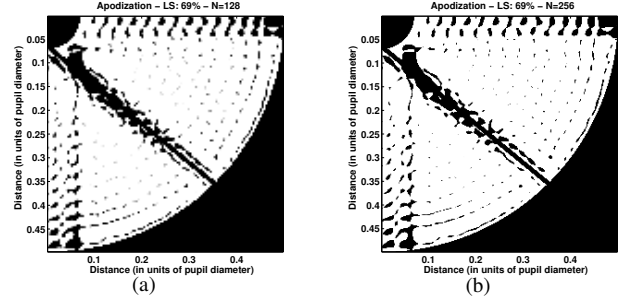 Apodization − LS: 69% − N=128
Distance (in units of pupil diameter)
0.05
0.1
0.15
0.2
0.25
0.3
0.35
0.4
0.45
0.1 0.2 0.3 0.4
Distance (in units of pupil diameter)
(a)
Apodization − LS: 69% − N=256
Distance (in units of pupil diameter)
0.05
0.1
0.15
0.2
0.25
0.3
0.35
0.4
0.45
0.1 0.2 0.3 0.4
Distance (in units of pupil diameter)
(b)